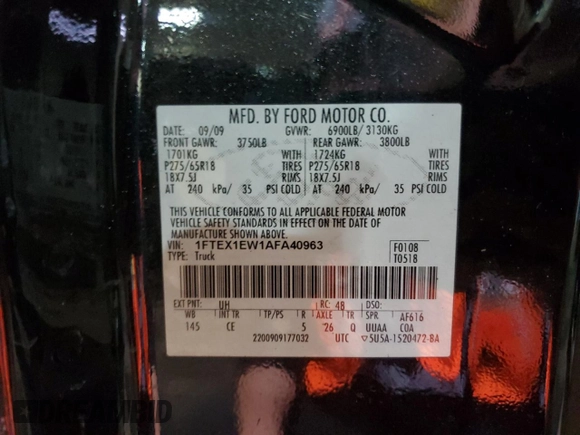 MFD. BY FORD MOTOR CO.
DATE: 09/09 GVWR: 6900LB/ 3130KG
FRONT GAWR: 3750LB REAR GAWR: 3800LB
1701KG WITH 1724KG WITH
P275/65R18 TIRES P275/65R18 TIRES
18X7.5J RIMS 18X7.5J RIMS
AT 240 kPa/ 35 PSI COLD AT 240 kPa/ 35 PSI COLD
THIS VEHICLE CONFORMS TO ALL APPLICABLE FEDERAL MOTOR
VEHICLE SAFETY STANDARDS IN EFFECT ON THE DATE OF
MANUFACTURE SHOWN ABOVE.
VIN: 1FTEX1EW1AFA40963 F0108
TYPE: Truck T0518
EXT PNT: UH RC: 48 DSO:
WB INT TR TP/PS R AXLE TR SPR AF616
145 CE 5 26 Q UUAA C0A
2200909177032 UTC ▽5U5A-1520472-BA
DREAMBID